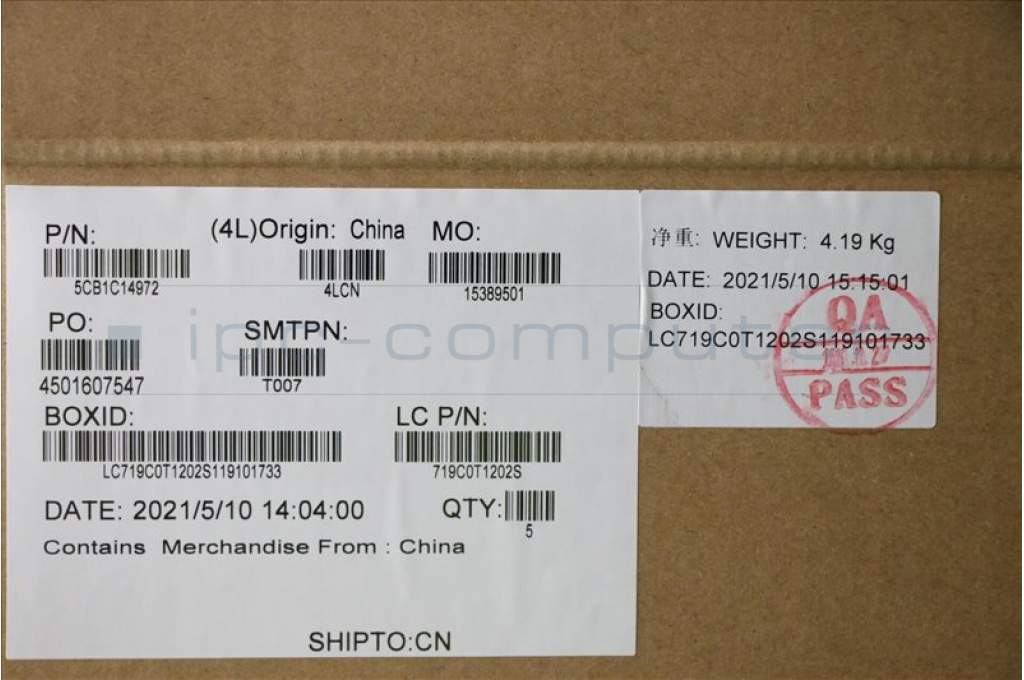 P/N:
5CB1C14972
(4L)Origin: China
4LCN
MO:
15389501
PO:
4501607547
SMTPN:
T007
BOXID:
LC719C0T1202S119101733
LC P/N:
719C0T1202S
DATE: 2021/5/10 14:04:00
QTY:
5
Contains Merchandise From : China
SHIPTO:CN
净重: WEIGHT: 4.19 Kg
DATE: 2021/5/10 15:15:01
BOXID:
LC719C0T1202S119101733
QA
PASS